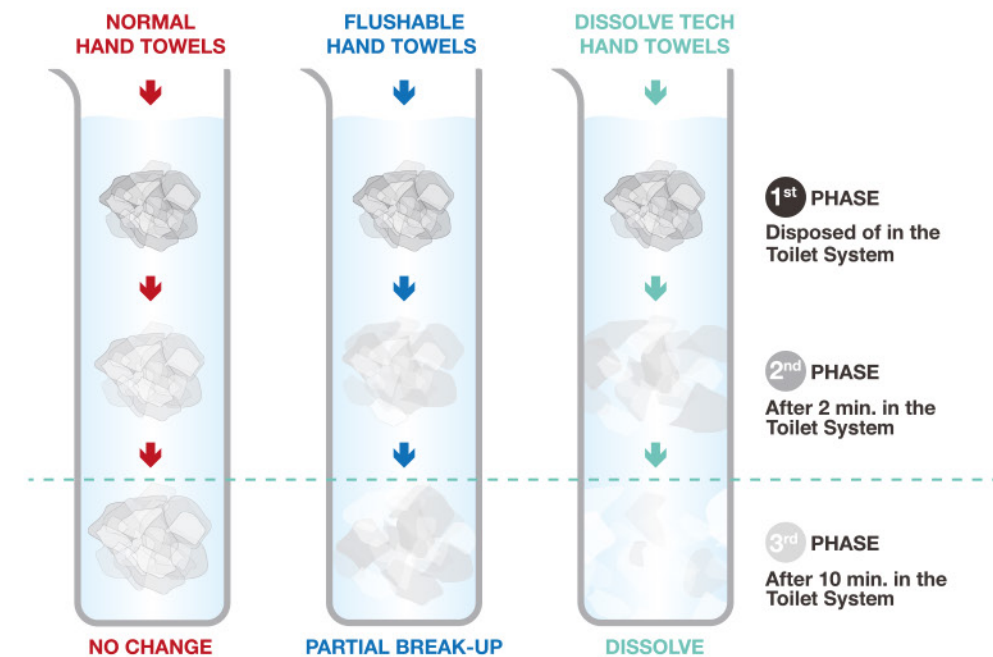 NORMAL
HAND TOWELS
FLUSHABLE
HAND TOWELS
DISSOLVE TECH
HAND TOWELS
1st PHASE
Disposed of in the
Toilet System
2nd PHASE
After 2 min. in the
Toilet System
3rd PHASE
After 10 min. in the
Toilet System
NO CHANGE
PARTIAL BREAK-UP
DISSOLVE